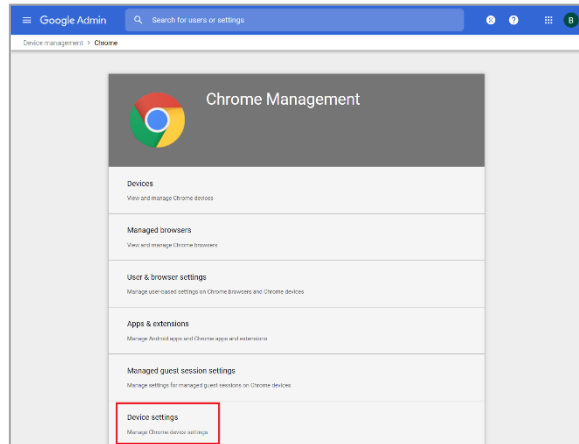 Google Admin
Search for users or settings
8
?
B
Device management > Chrome
Chrome Management
Devices
View and manage Chrome devices
Managed browsers
View and manage Chrome browsers
User & browser settings
Manage user-based settings on Chrome browsers and Chrome devices
Apps & extensions
Manage Android apps and Chrome apps and extensions
Managed guest session settings
Manage settings for managed guest sessions on Chrome devices
Device settings
Manage Chrome device settings